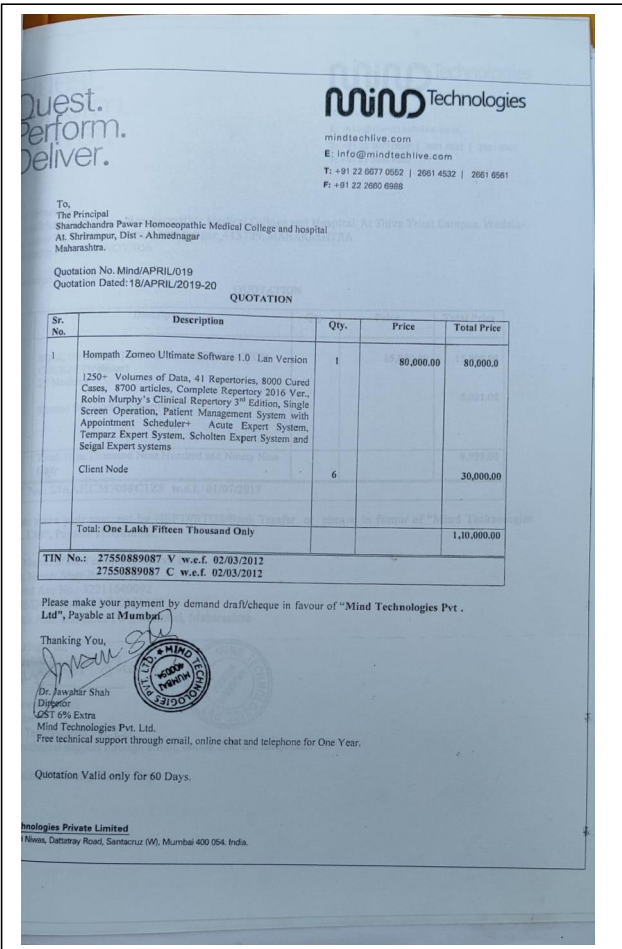 Quest.
Perform.
Deliver.
MiND Technologies
mindtechlive.com
E: info@mindtechlive.com
T: +91 22 6677 0552 | 2661 4532 | 2661 6561
F: +91 22 2660 6988
To,
The Principal
Sharadchandra Pawar Homoeopathic Medical College and hospital
At. Shrirampur, Dist - Ahmednagar
Maharashtra.
Quotation No. Mind/APRIL/019
Quotation Dated: 18/APRIL/2019-20
QUOTATION
Sr. No. Description Qty. Price Total Price
1 Hompath Zomeo Ultimate Software 1.0 Lan Version 1 80,000.00 80,000.0
1250+ Volumes of Data, 41 Repertories, 8000 Cured
Cases, 8700 articles, Complete Repertory 2016 Ver.,
Robin Murphy's Clinical Repertory 3rd Edition, Single
Screen Operation, Patient Management System with
Appointment Scheduler+ Acute Expert System,
Temparz Expert System, Scholten Expert System and
Seigal Expert systems
Client Node 6 30,000.00
Total: One Lakh Fifteen Thousand Only 1,10,000.00
TIN No.: 27550889087 V w.e.f. 02/03/2012
27550889087 C w.e.f. 02/03/2012
Please make your payment by demand draft/cheque in favour of "Mind Technologies Pvt .
Ltd", Payable at Mumbai.
Thanking You,
MIND TECHNOLOGIES PVT. LTD.
MUMBAI
400054
Dr. Jawahar Shah
Director
GST 6% Extra
Mind Technologies Pvt. Ltd.
Free technical support through email, online chat and telephone for One Year.
Quotation Valid only for 60 Days.
hnologies Private Limited
Niwas, Dattatray Road, Santacruz (W), Mumbai 400 054. India.